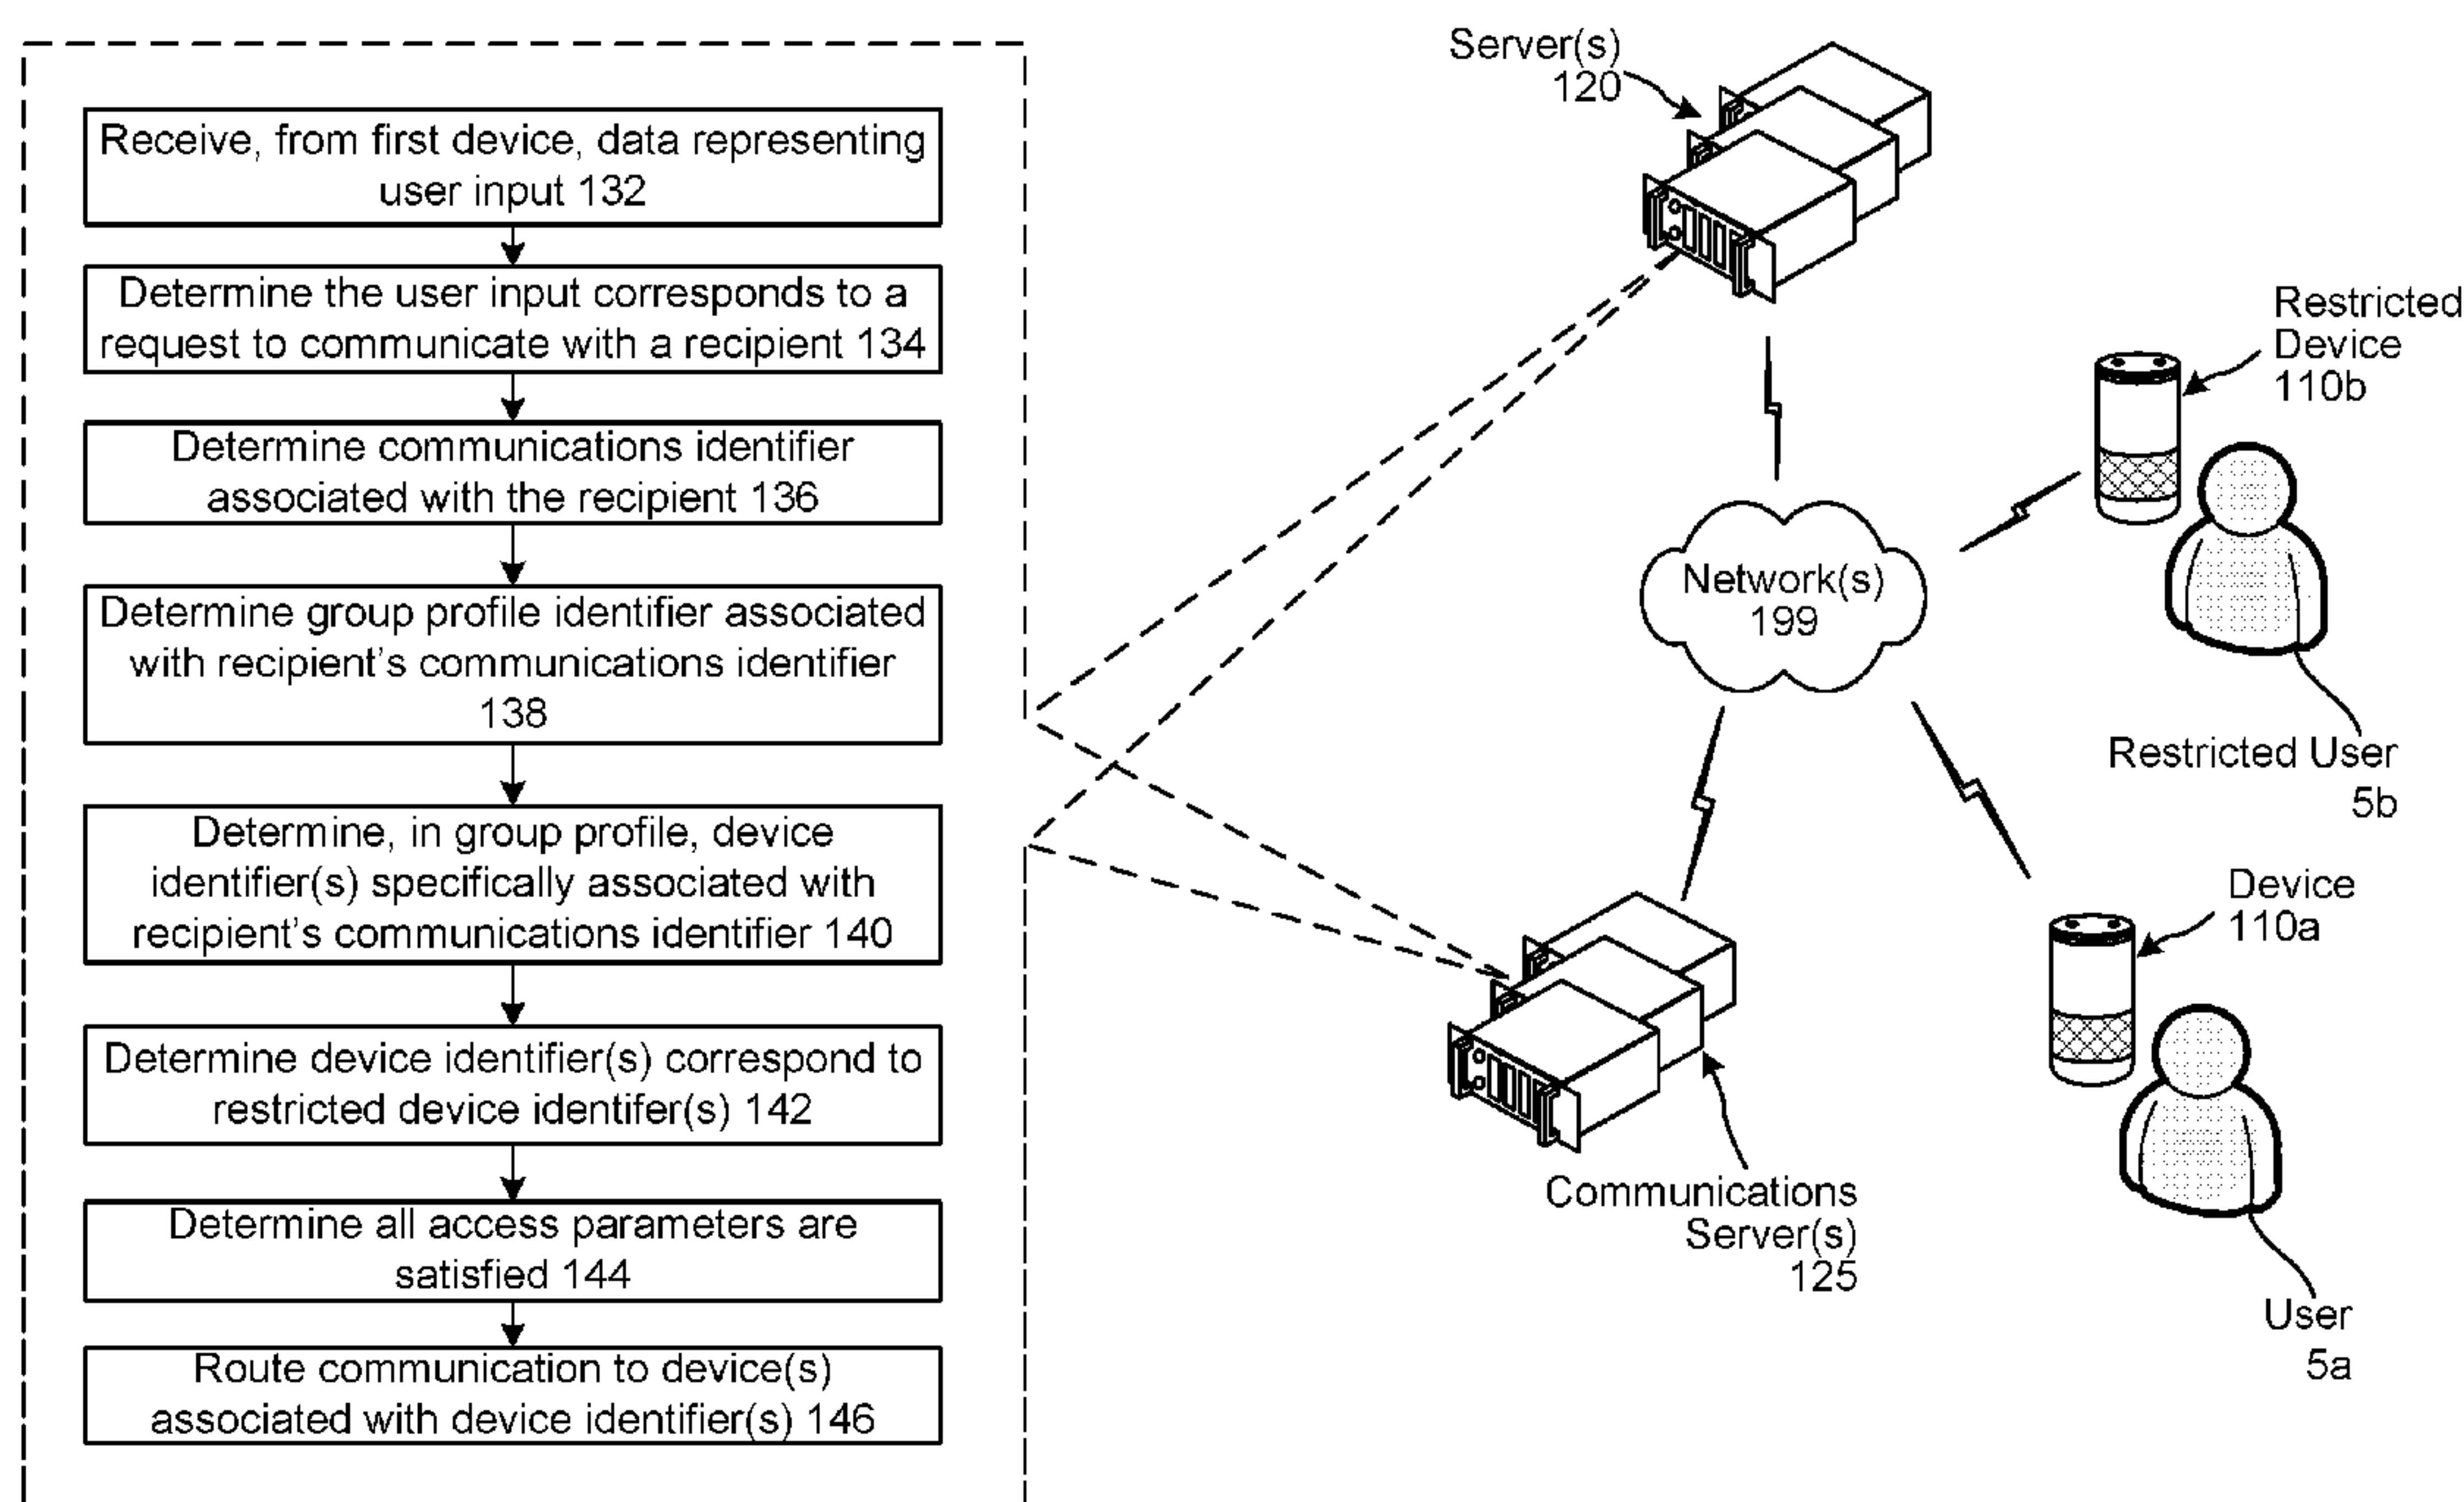 Receive, from first device, data representing
user input 132
Determine the user input corresponds to a
request to communicate with a recipient 134
Determine communications identifier
associated with the recipient 136
Determine group profile identifier associated
with recipient's communications identifier
138
Determine, in group profile, device
identifier(s) specifically associated with
recipient's communications identifier 140
Determine device identifier(s) correspond to
restricted device identifer(s) 142
Determine all access parameters are
satisfied 144
Route communication to device(s)
associated with device identifier(s) 146
Server(s)
120
Restricted
Device
110b
Network(s)
199
Restricted User
5b
Device
110a
Communications
Server(s)
125
User
5a